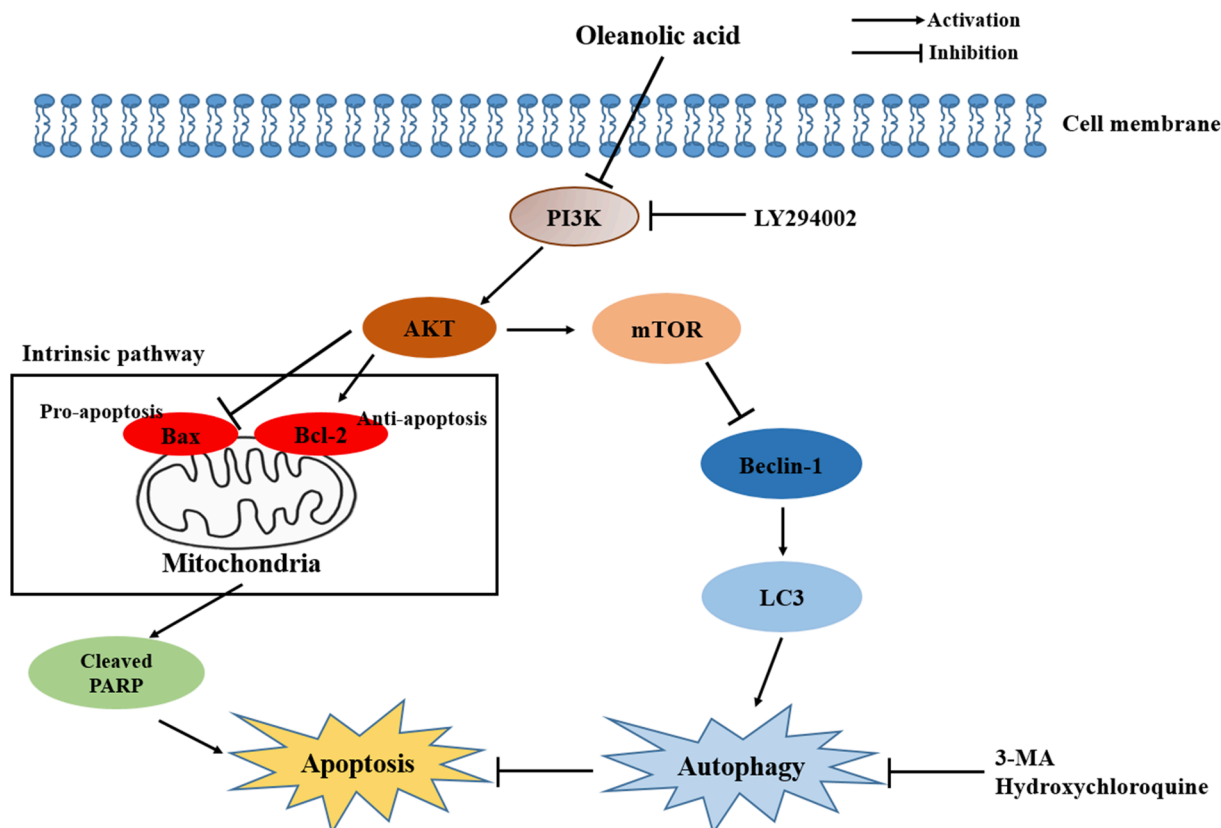 Oleanolic acid
Activation
Inhibition
Cell membrane
PI3K
LY294002
AKT
mTOR
Intrinsic pathway
Pro-apoptosis
Anti-apoptosis
Bax
Bcl-2
Beclin-1
Mitochondria
LC3
Cleaved
PARP
Apoptosis
Autophagy
3-MA
Hydroxychloroquine